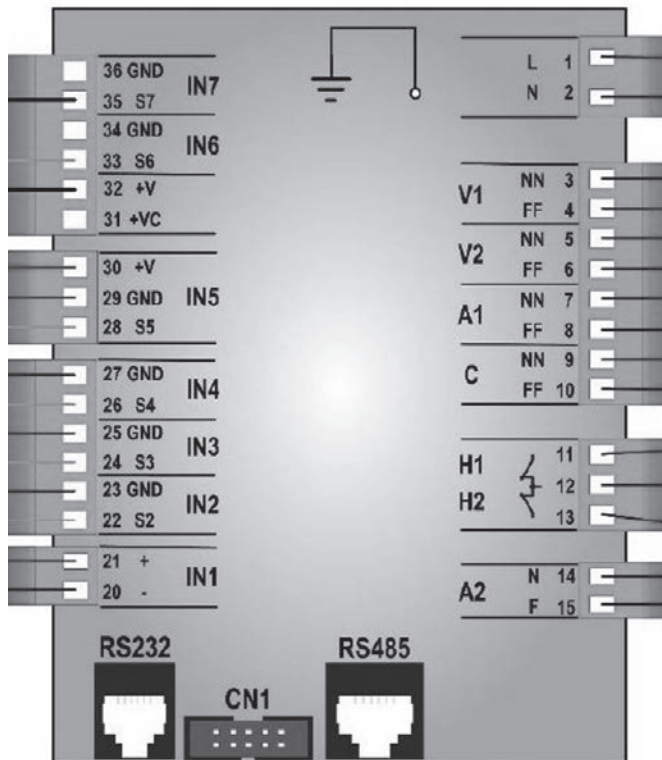 36 GND
35 S7
IN7
34 GND
33 S6
IN6
32 +V
31 +VC
30 +V
29 GND
28 S5
IN5
27 GND
26 S4
IN4
25 GND
24 S3
IN3
23 GND
22 S2
IN2
21 +
20 -
IN1
L 1
N 2
V1
NN 3
FF 4
V2
NN 5
FF 6
A1
NN 7
FF 8
C
NN 9
FF 10
H1
H2
11
12
13
A2
N 14
F 15
RS232
CN1
RS485